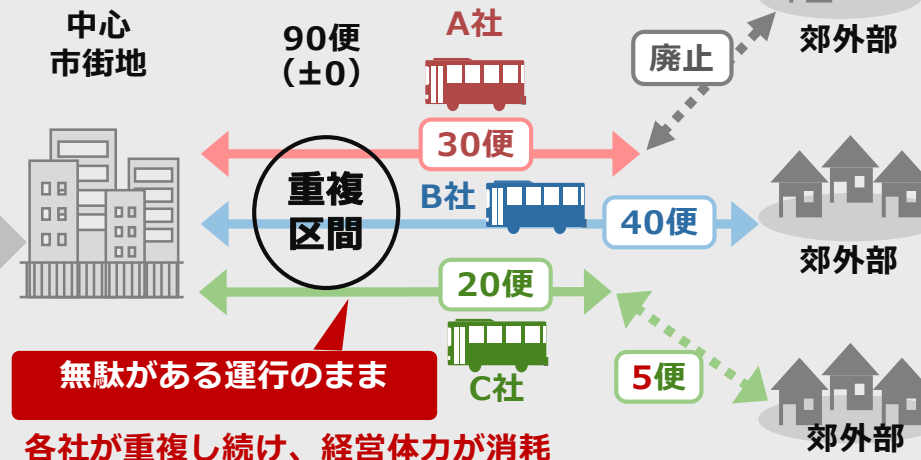 中心
市街地
90便
（±0）
A社
廃止
郊外部
30便
重複
区間
B社
40便
郊外部
20便
無駄がある運行のまま
C社
5便
郊外部
各社が重複し続け、経営体力が消耗